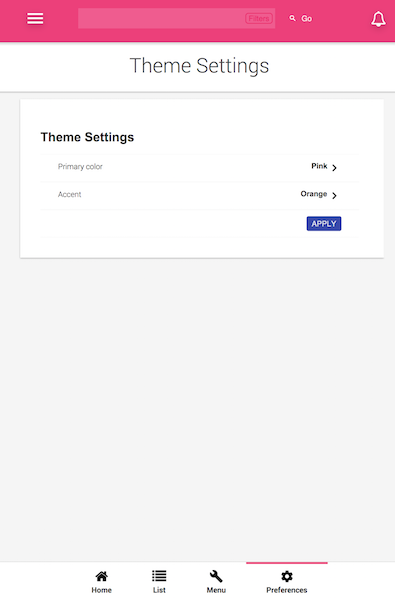 Filters
Go
Theme Settings
Theme Settings
Primary color Pink
Accent Orange
APPLY
Home List Menu Preferences